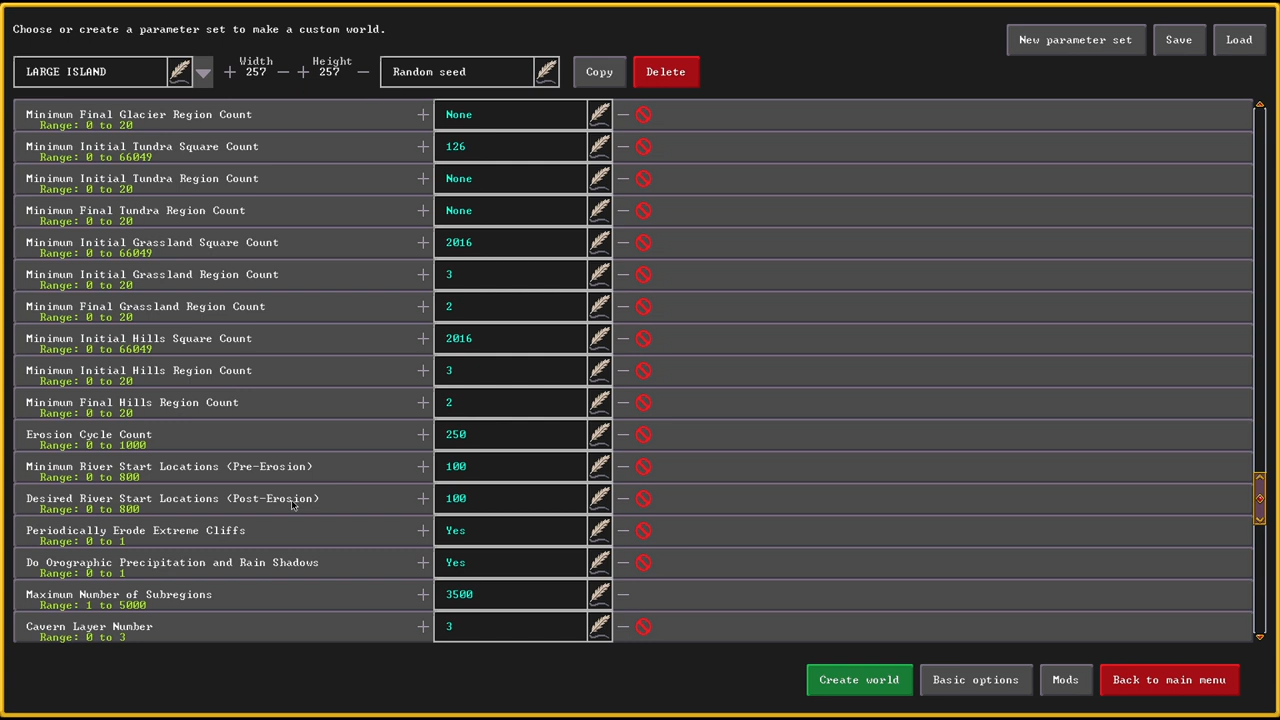 Choose or create a parameter set to make a custom world.
New parameter set
Save
Load
LARGE ISLAND
Width
257
Height
257
Random seed
Copy
Delete
Minimum Final Glacier Region Count
Range: 0 to 20
None
Minimum Initial Tundra Square Count
Range: 0 to 66049
126
Minimum Initial Tundra Region Count
Range: 0 to 20
None
Minimum Final Tundra Region Count
Range: 0 to 20
None
Minimum Initial Grassland Square Count
Range: 0 to 66049
2016
Minimum Initial Grassland Region Count
Range: 0 to 20
3
Minimum Final Grassland Region Count
Range: 0 to 20
2
Minimum Initial Hills Square Count
Range: 0 to 66049
2016
Minimum Initial Hills Region Count
Range: 0 to 20
3
Minimum Final Hills Region Count
Range: 0 to 20
2
Erosion Cycle Count
Range: 0 to 1000
250
Minimum River Start Locations (Pre-Erosion)
Range: 0 to 800
100
Desired River Start Locations (Post-Erosion)
Range: 0 to 800
100
Periodically Erode Extreme Cliffs
Range: 0 to 1
Yes
Do Orographic Precipitation and Rain Shadows
Range: 0 to 1
Yes
Maximum Number of Subregions
Range: 1 to 5000
3500
Cavern Layer Number
Range: 0 to 3
3
Create world
Basic options
Mods
Back to main menu